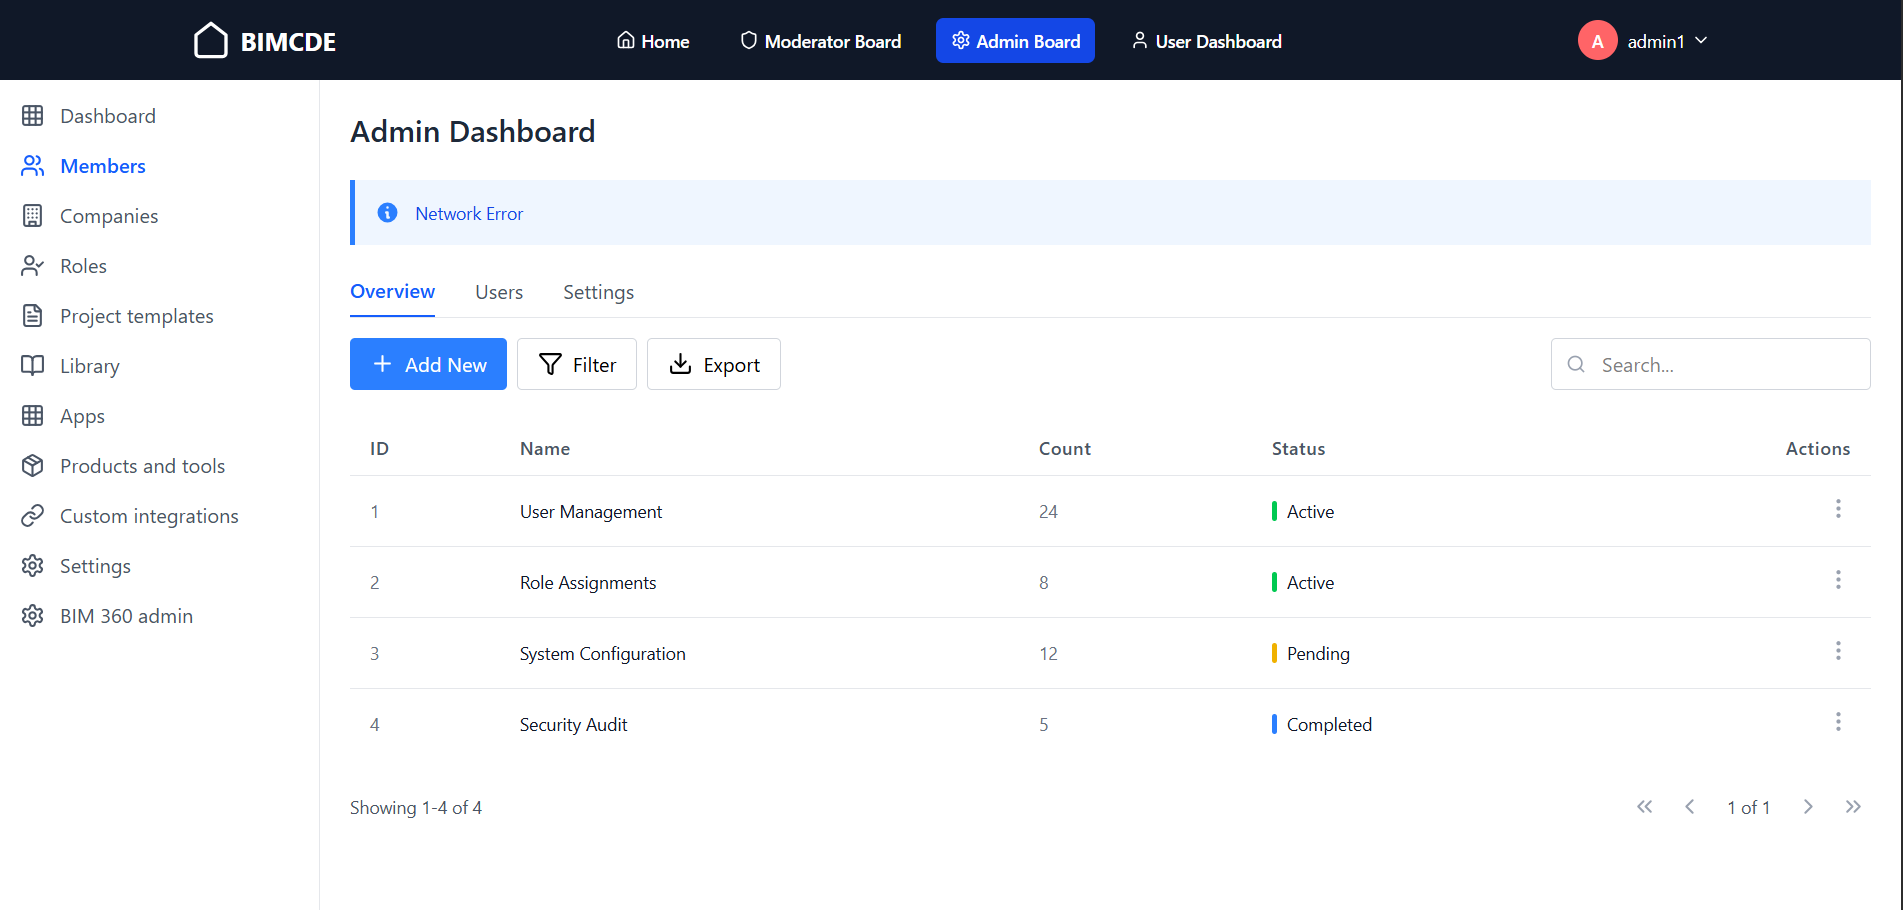 BIMCDE
Home
Moderator Board
Admin Board
User Dashboard
A
admin1
Dashboard
Members
Companies
Roles
Project templates
Library
Apps
Products and tools
Custom integrations
Settings
BIM 360 admin
Admin Dashboard
Network Error
Overview Users Settings
Add New Filter Export Search...
ID Name Count Status Actions
1 User Management 24 Active
2 Role Assignments 8 Active
3 System Configuration 12 Pending
4 Security Audit 5 Completed
Showing 1-4 of 4
1 of 1